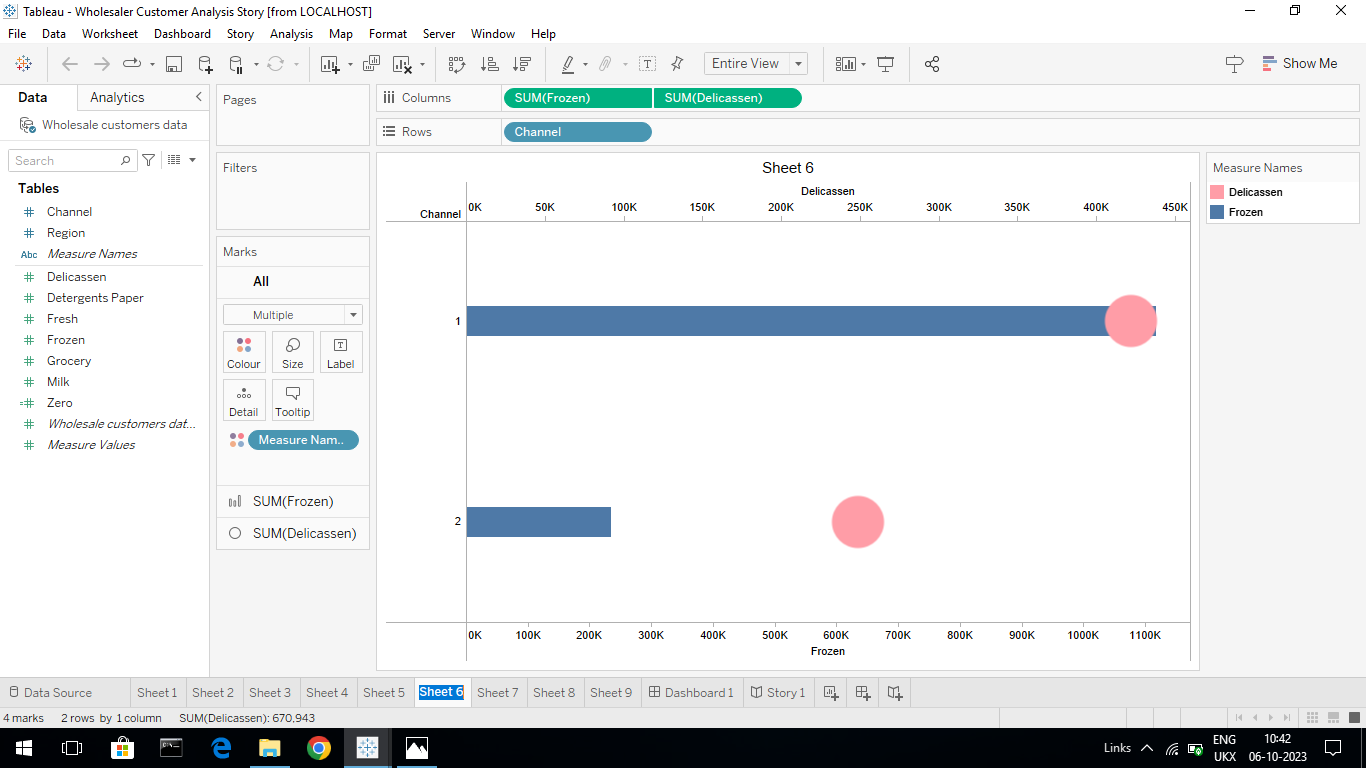 Tableau - Wholesaler Customer Analysis Story [from LOCALHOST]
File Data Worksheet Dashboard Story Analysis Map Format Server Window Help
Entire View
Show Me
Data
Analytics
Wholesale customers data
Search
Tables
Channel
Region
Abc Measure Names
Delicassen
Detergents Paper
Fresh
Frozen
Grocery
Milk
Zero
Wholesale customers dat...
Measure Values
Pages
Filters
Marks
All
Multiple
Colour Size Label
Detail Tooltip
Measure Nam..
SUM(Frozen)
SUM(Delicassen)
Columns SUM(Frozen) SUM(Delicassen)
Rows Channel
Sheet 6
Delicassen
Channel 0K 50K 100K 150K 200K 250K 300K 350K 400K 450K
1
2
0K 100K 200K 300K 400K 500K 600K 700K 800K 900K 1000K 1100K
Frozen
Measure Names
Delicassen
Frozen
Data Source Sheet 1 Sheet 2 Sheet 3 Sheet 4 Sheet 5 Sheet 6 Sheet 7 Sheet 8 Sheet 9 Dashboard 1 Story 1
4 marks 2 rows by 1 column SUM(Delicassen): 670,943
Links ENG 10:42
UKX 06-10-2023